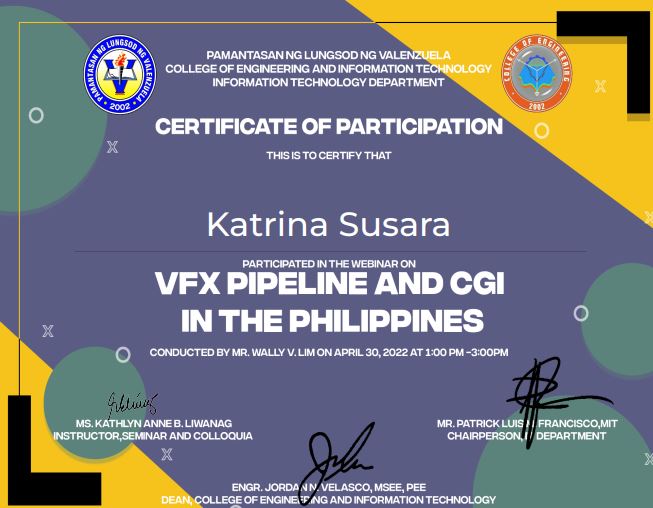 PAMANTASAN NG LUNGSOD NG VALENZUELA
COLLEGE OF ENGINEERING AND INFORMATION TECHNOLOGY
INFORMATION TECHNOLOGY DEPARTMENT
PAMANTASAN NG LUNGSOD NG VALENZUELA
2002
COLLEGE OF ENGINEERING
2002
CERTIFICATE OF PARTICIPATION
THIS IS TO CERTIFY THAT
Katrina Susara
PARTICIPATED IN THE WEBINAR ON
VFX PIPELINE AND CGI
IN THE PHILIPPINES
CONDUCTED BY MR. WALLY V. LIM ON APRIL 30, 2022 AT 1:00 PM -3:00PM
MS. KATHLYN ANNE B. LIWANAG
INSTRUCTOR,SEMINAR AND COLLOQUIA
MR. PATRICK LUIS FRANCISCO,MIT
CHAIRPERSON, DEPARTMENT
ENGR. JORDAN N. VELASCO, MSEE, PEE
DEAN, COLLEGE OF ENGINEERING AND INFORMATION TECHNOLOGY